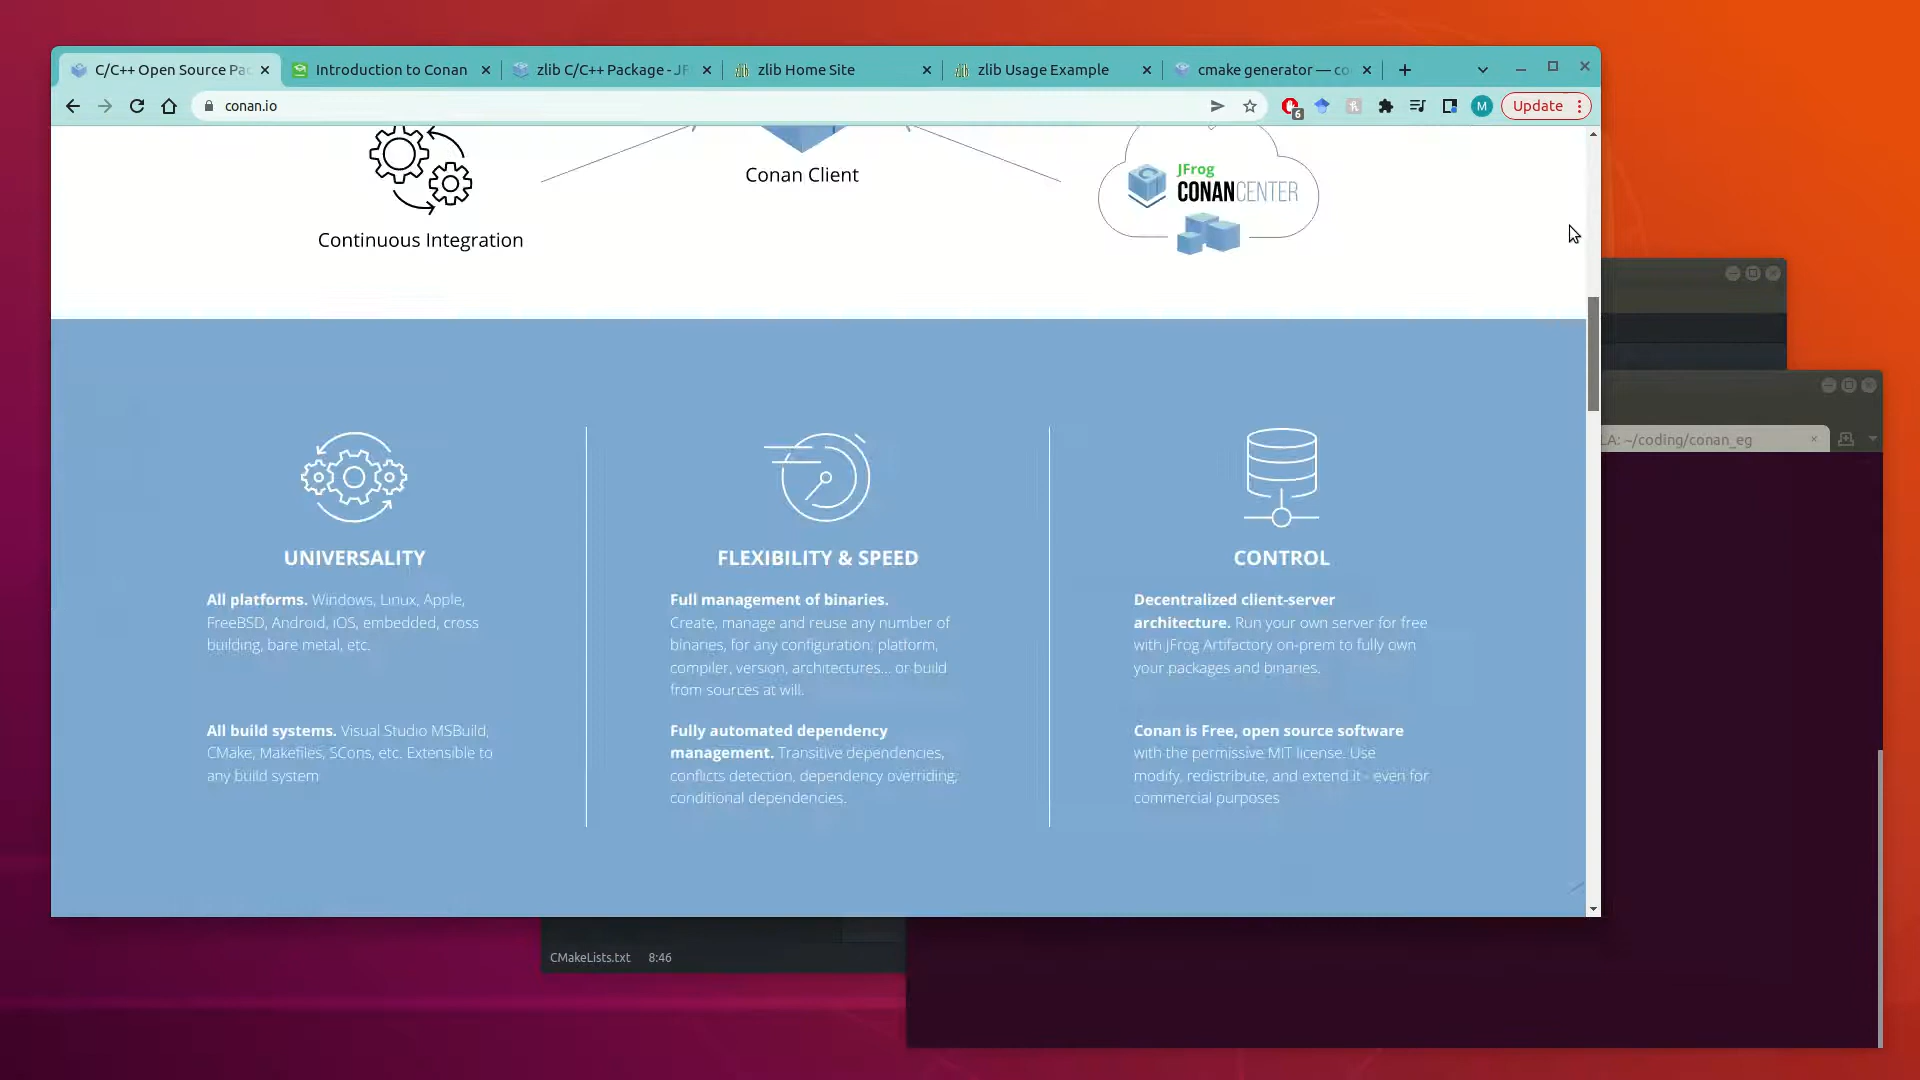 C/C++ Open Source Pac
Introduction to Conan
zlib C/C++ Package - JF
zlib Home Site
zlib Usage Example
cmake generator — co
conan.io
6
M
Update
Conan Client
JFrog
CONANCENTER
Continuous Integration
LA: ~/coding/conan_eg
UNIVERSALITY
All platforms. Windows, Linux, Apple,
FreeBSD, Android, iOS, embedded, cross
building, bare metal, etc.
All build systems. Visual Studio MSBuild,
CMake, Makefiles, SCons, etc. Extensible to
any build system
FLEXIBILITY & SPEED
Full management of binaries.
Create, manage and reuse any number of
binaries, for any configuration: platform,
compiler, version, architectures... or build
from sources at will.
Fully automated dependency
management. Transitive dependencies,
conflicts detection, dependency overriding,
conditional dependencies.
CONTROL
Decentralized client-server
architecture. Run your own server for free
with JFrog Artifactory on-prem to fully own
your packages and binaries.
Conan is Free, open source software
with the permissive MIT license. Use
modify, redistribute, and extend it - even for
commercial purposes
CMakeLists.txt 8:46